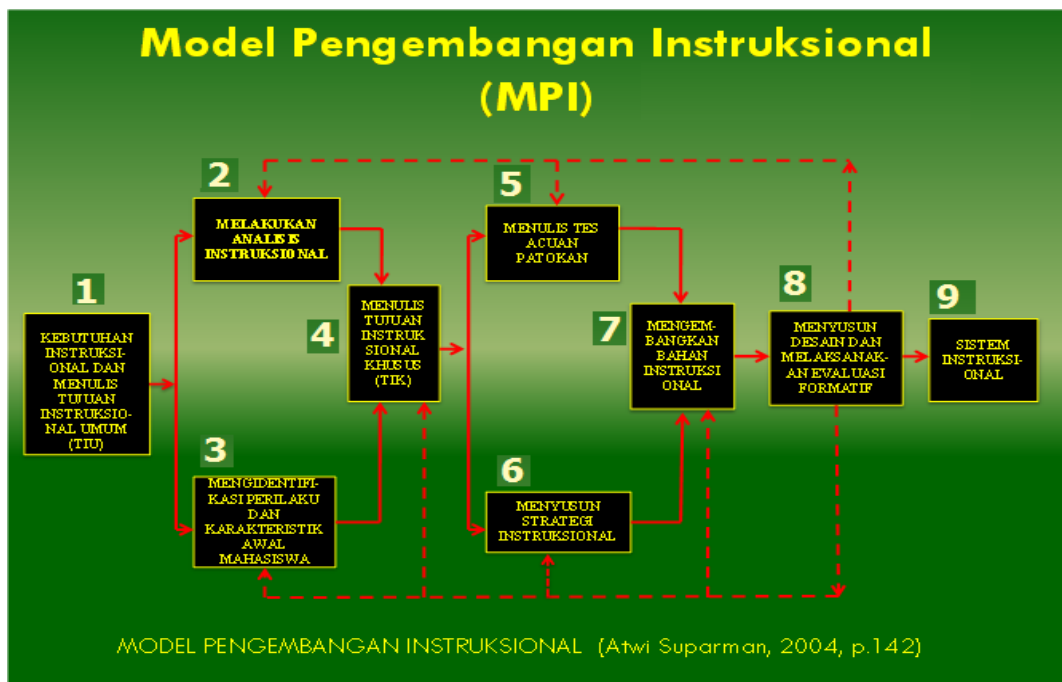 Model Pengembangan Instruksional
(MPI)
1
KEBUTUHAN
INSTRUKSI-
ONAL DAN
MENULIS
TUJUAN
INSTRUKSIO-
NAL UMUM
(TIU)
2
MELAKUKAN
ANALISIS
INSTRUKSIONAL
3
MENGIDENTIFI-
KASI PERILAKU
DAN
KARAKTERISTIK
AWAL
MAHASISWA
4
MENULIS
TUJUAN
INSTRUK
SIONAL
KHUSUS
(TIK)
5
MENULIS TES
ACUAN
PATOKAN
6
MENYUSUN
STRATEGI
INSTRUKSIONAL
7
MENGEM-
BANGKAN
BAHAN
INSTRUKSI
ONAL
8
MENYUSUN
DESAIN DAN
MELAKSANAK-
AN EVALUASI
FORMATIF
9
SISTEM
INSTRUKSI-
ONAL
MODEL PENGEMBANGAN INSTRUKSIONAL (Atwi Suparman, 2004, p.142)